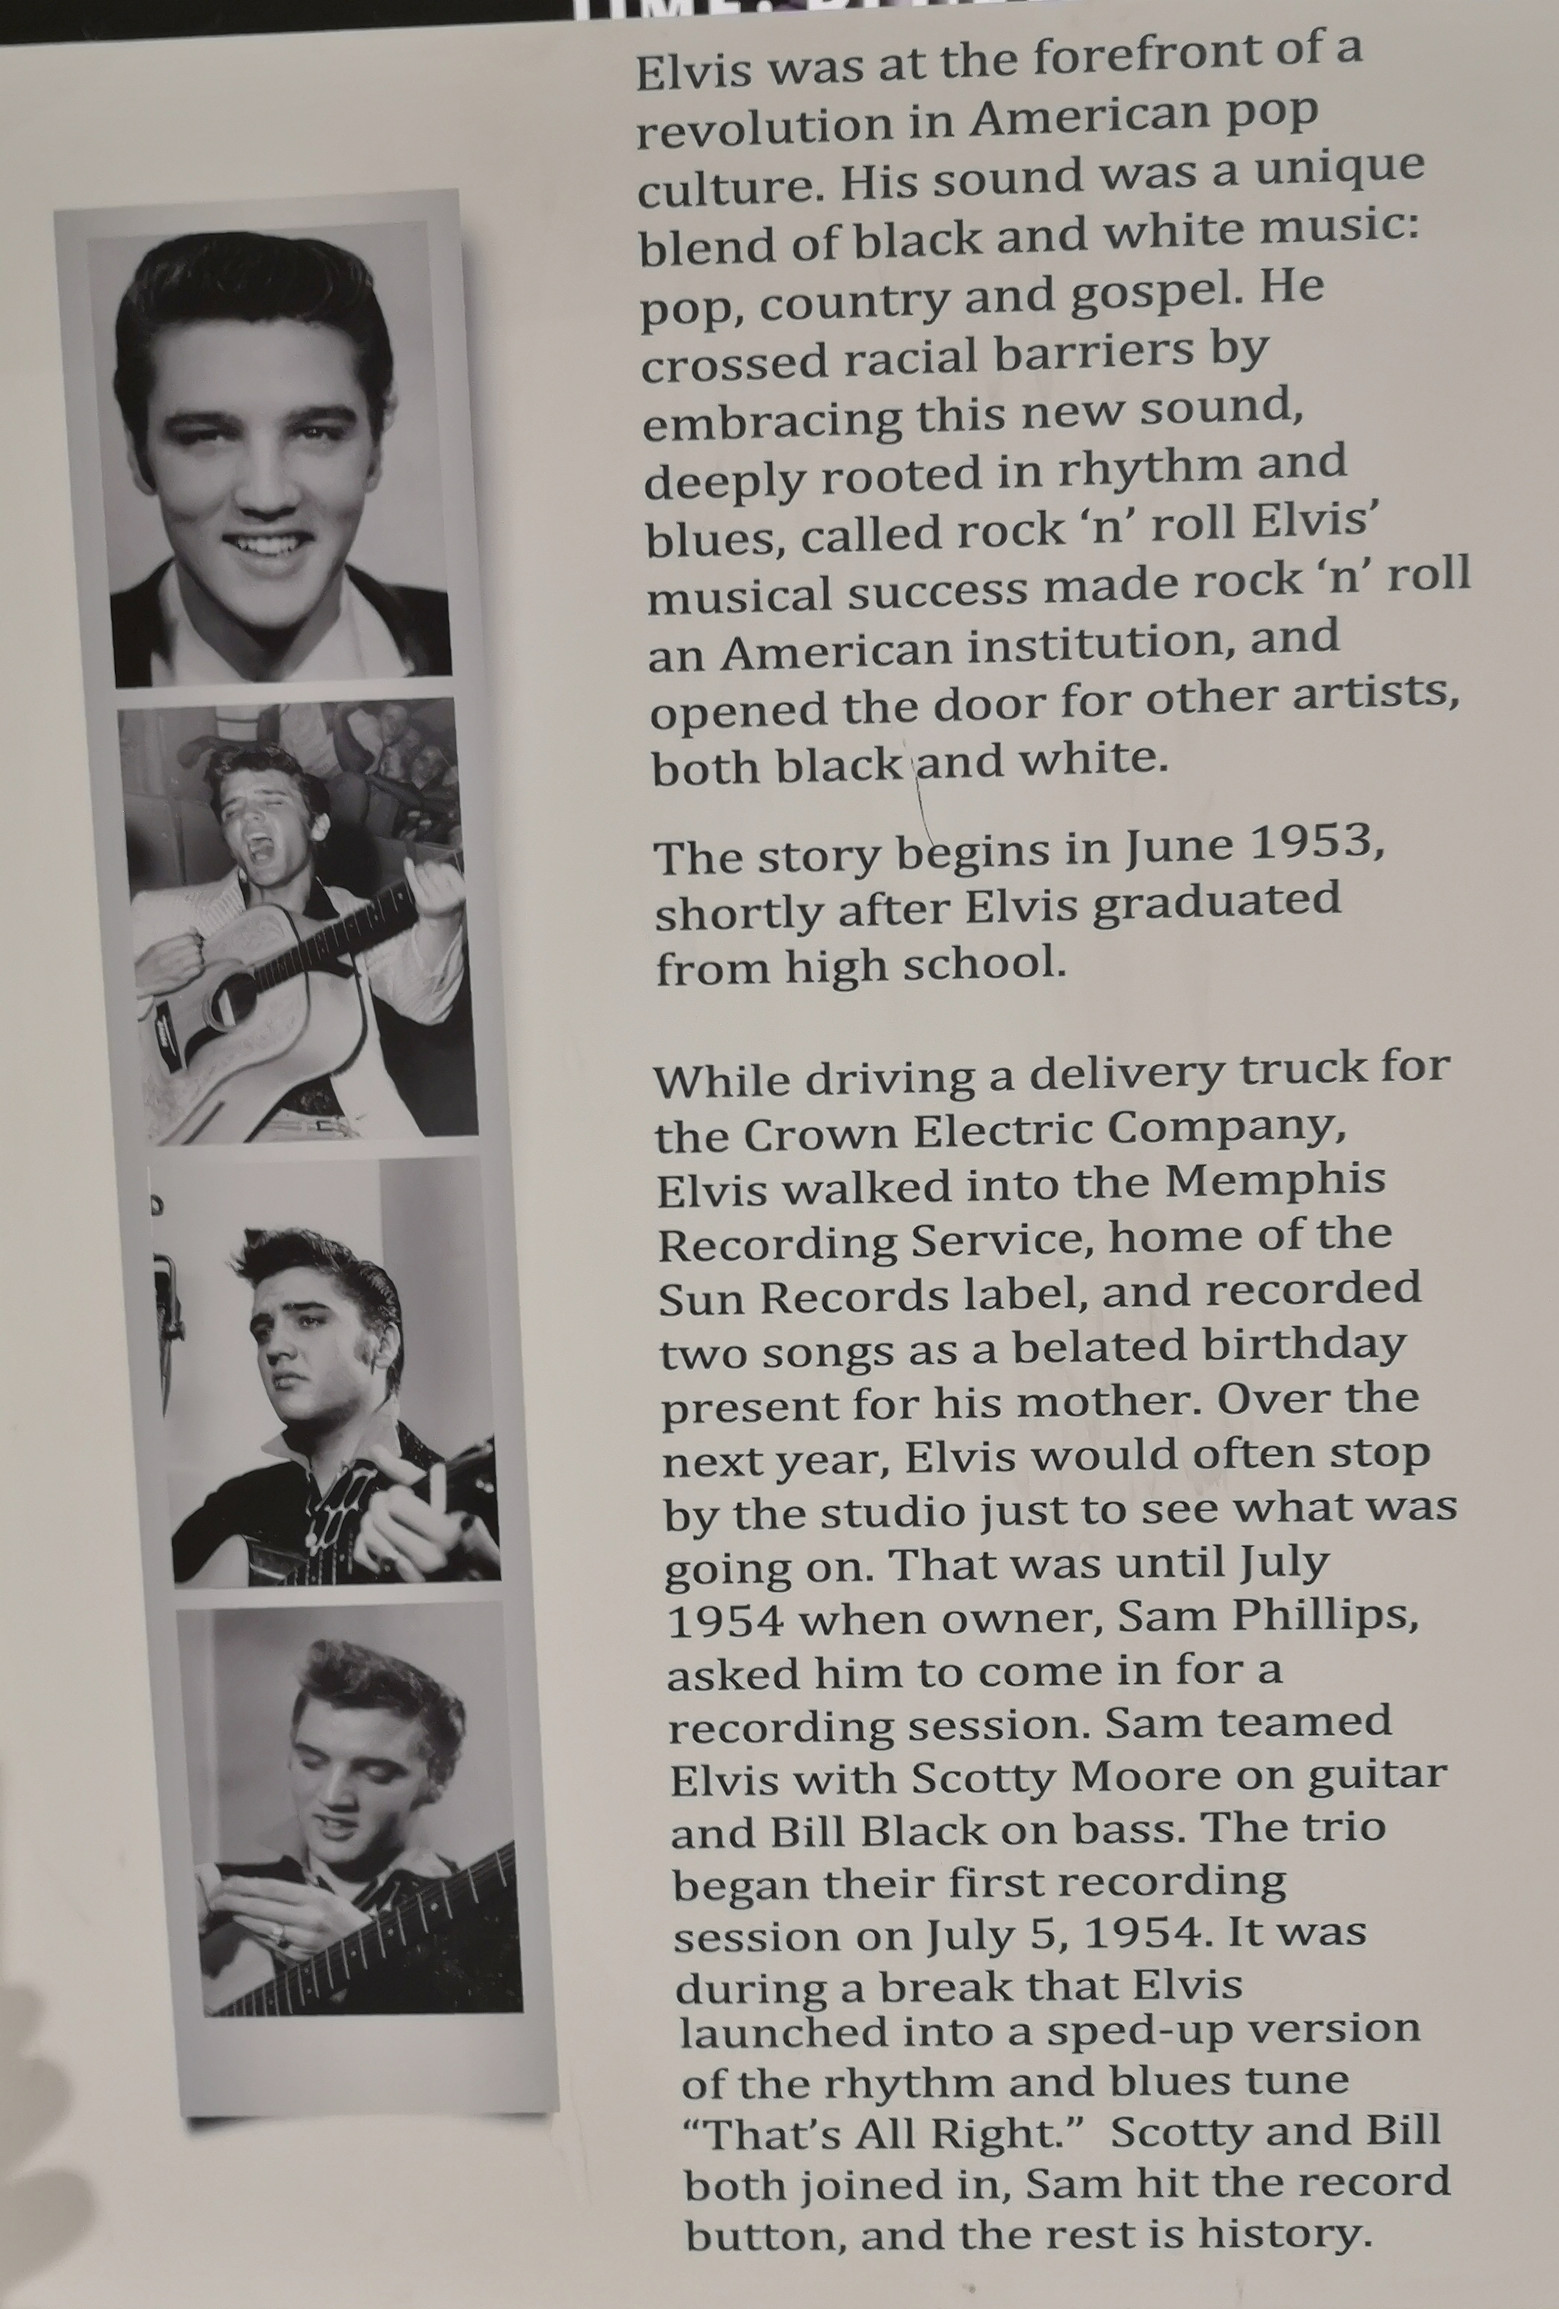 Elvis was at the forefront of a
revolution in American pop
culture. His sound was a unique
blend of black and white music:
pop, country and gospel. He
crossed racial barriers by
embracing this new sound,
deeply rooted in rhythm and
blues, called rock ‘n’ roll Elvis’
musical success made rock ‘n’ roll
an American institution, and
opened the door for other artists,
both black and white.
The story begins in June 1953,
shortly after Elvis graduated
from high school.
While driving a delivery truck for
the Crown Electric Company,
Elvis walked into the Memphis
Recording Service, home of the
Sun Records label, and recorded
two songs as a belated birthday
present for his mother. Over the
next year, Elvis would often stop
by the studio just to see what was
going on. That was until July
1954 when owner, Sam Phillips,
asked him to come in for a
recording session. Sam teamed
Elvis with Scotty Moore on guitar
and Bill Black on bass. The trio
began their first recording
session on July 5, 1954. It was
during a break that Elvis
launched into a sped-up version
of the rhythm and blues tune
“That’s All Right.”  Scotty and Bill
both joined in, Sam hit the record
button, and the rest is history.